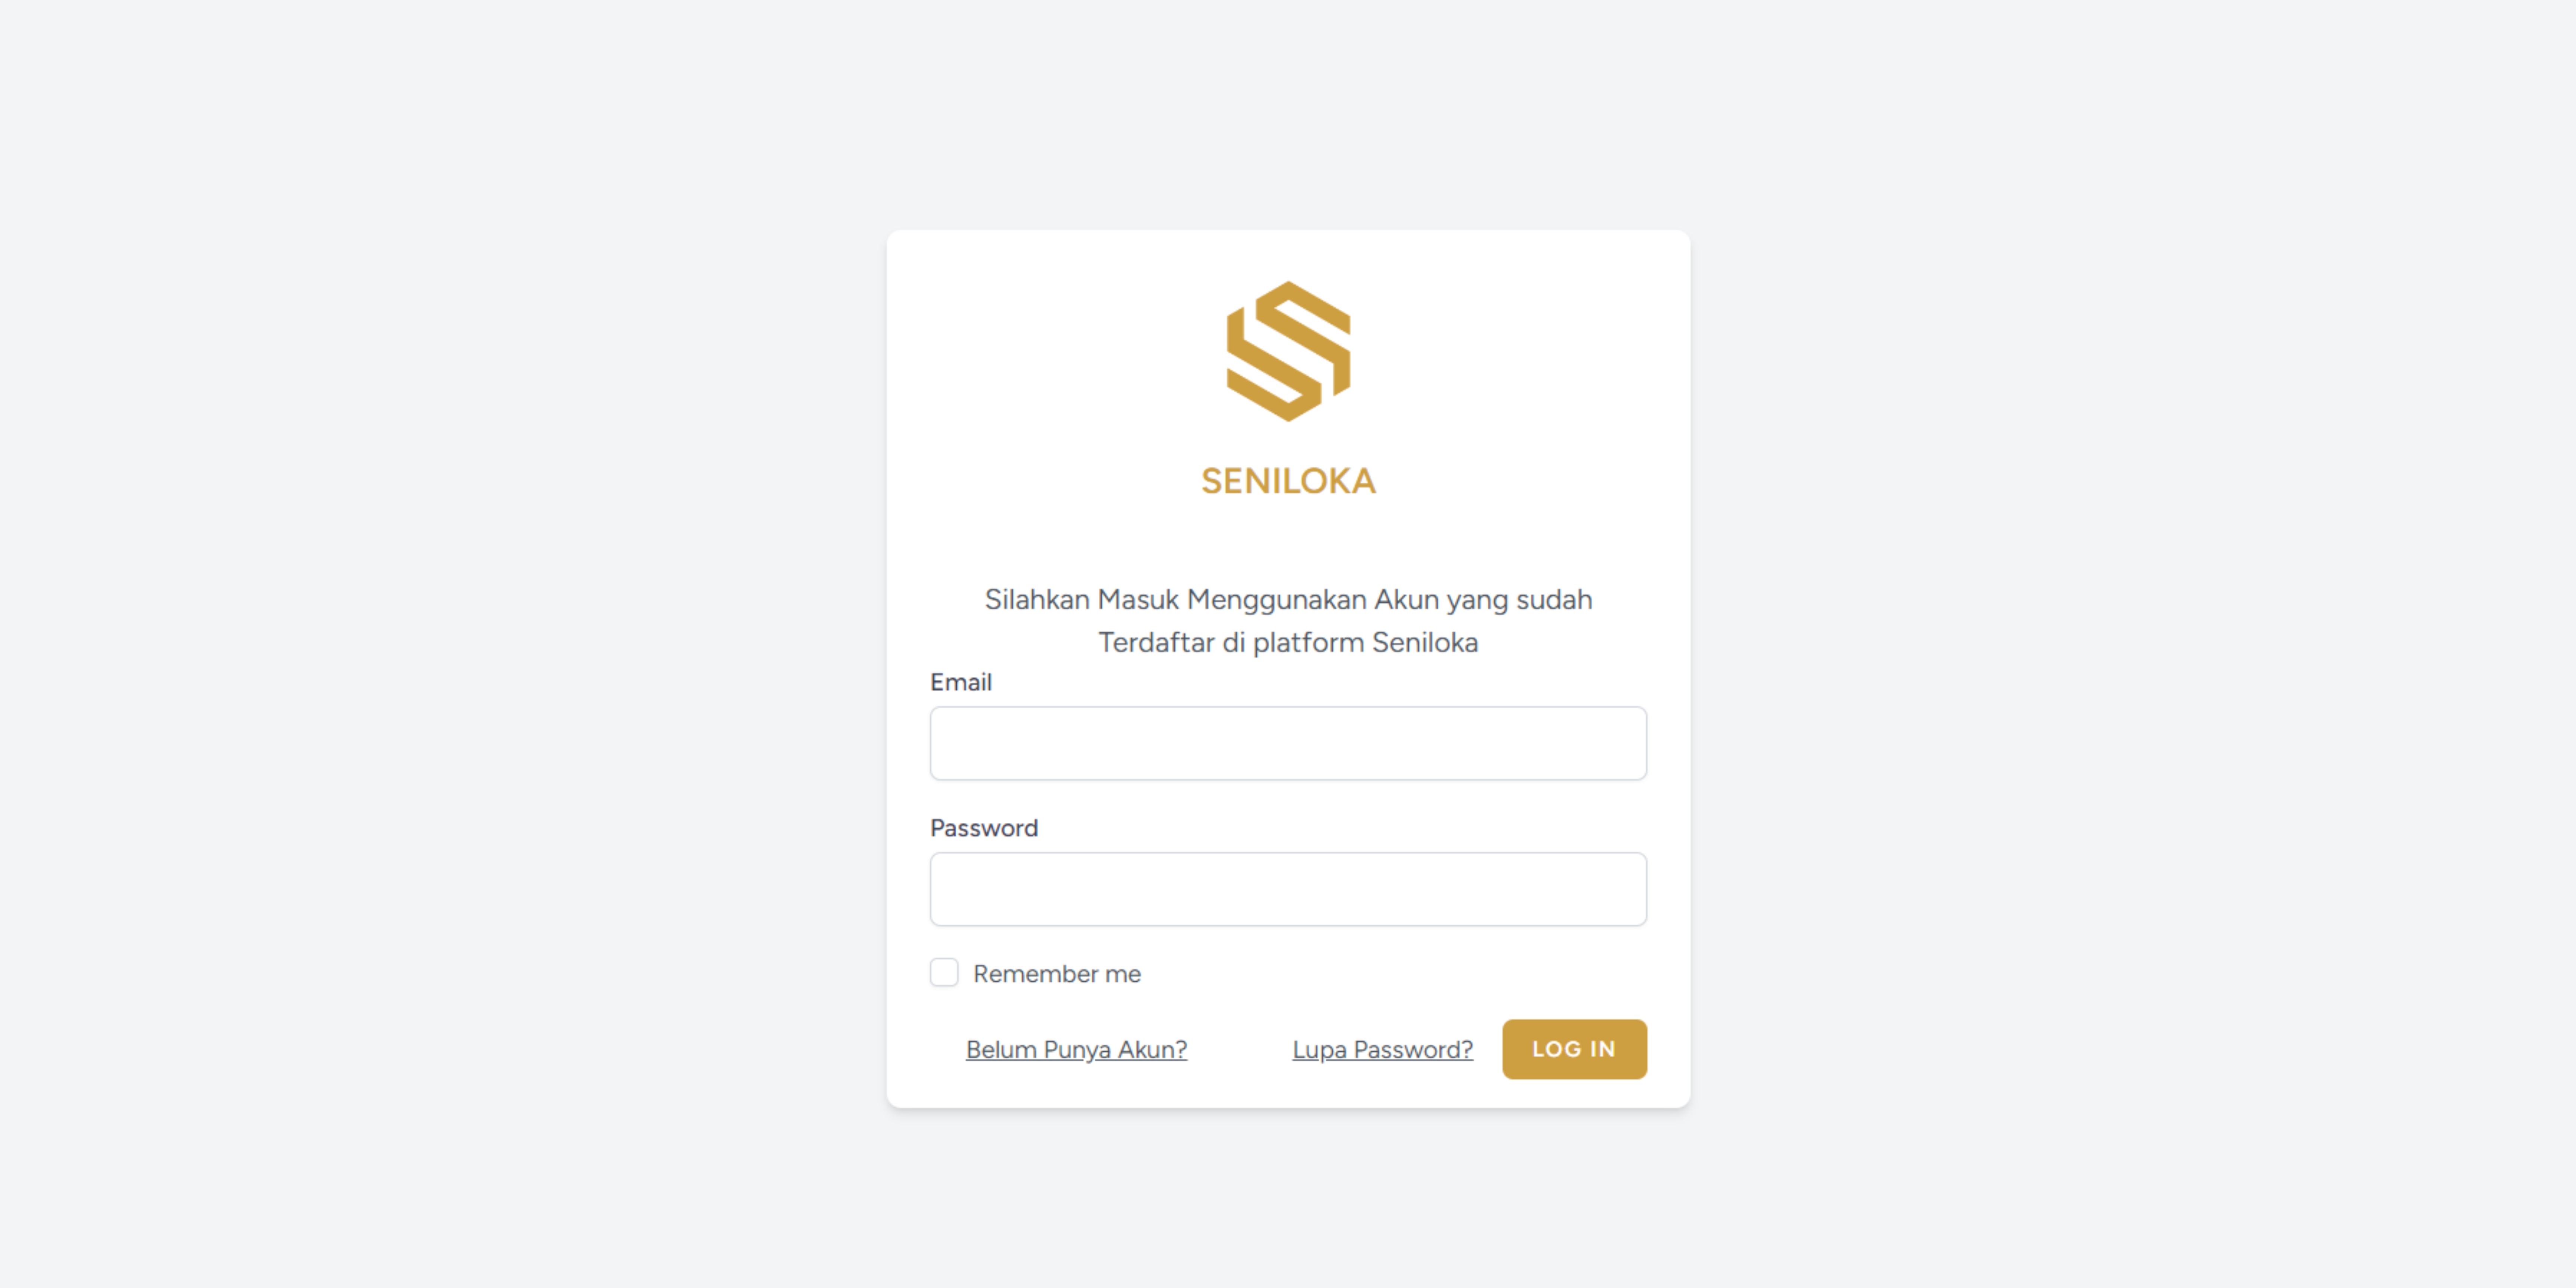 SENILOKA
Silahkan Masuk Menggunakan Akun yang sudah
Terdaftar di platform Seniloka
Email
Password
Remember me
Belum Punya Akun? Lupa Password? LOG IN